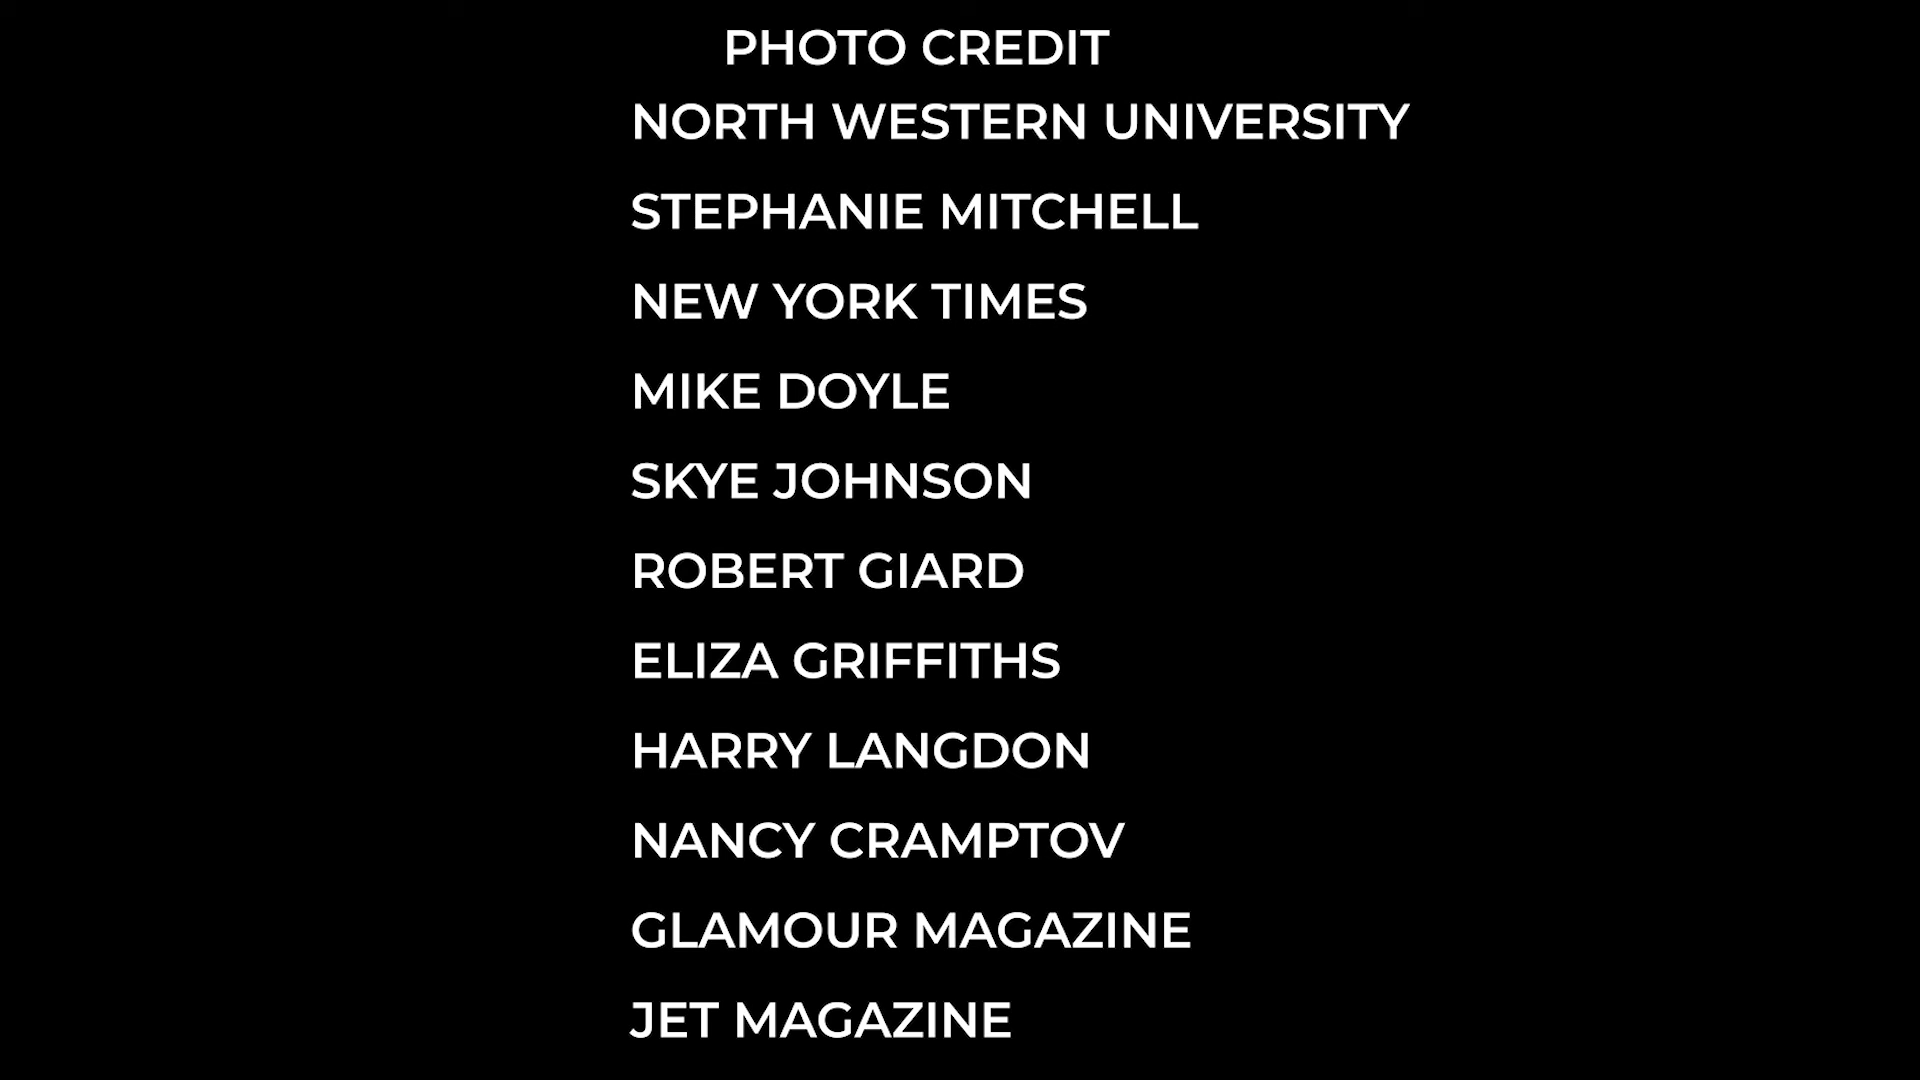 PHOTO CREDIT
NORTH WESTERN UNIVERSITY
STEPHANIE MITCHELL
NEW YORK TIMES
MIKE DOYLE
SKYE JOHNSON
ROBERT GIARD
ELIZA GRIFFITHS
HARRY LANGDON
NANCY CRAMPTOV
GLAMOUR MAGAZINE
JET MAGAZINE